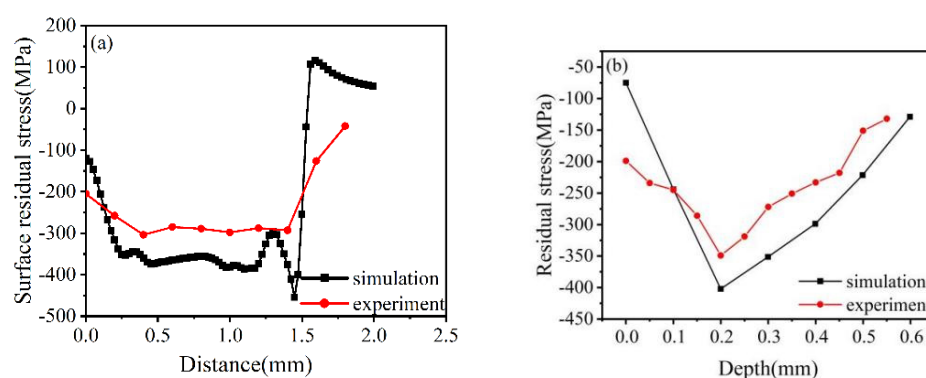 (a)
Surface residual stress(MPa)
200
100
0
-100
-200
-300
-400
-500
0.0 0.5 1.0 1.5 2.0 2.5
Distance(mm)
simulation
experiment
(b)
Residual stress(MPa)
-50
-100
-150
-200
-250
-300
-350
-400
-450
0.0 0.1 0.2 0.3 0.4 0.5 0.6
Depth(mm)
simulation
experiment